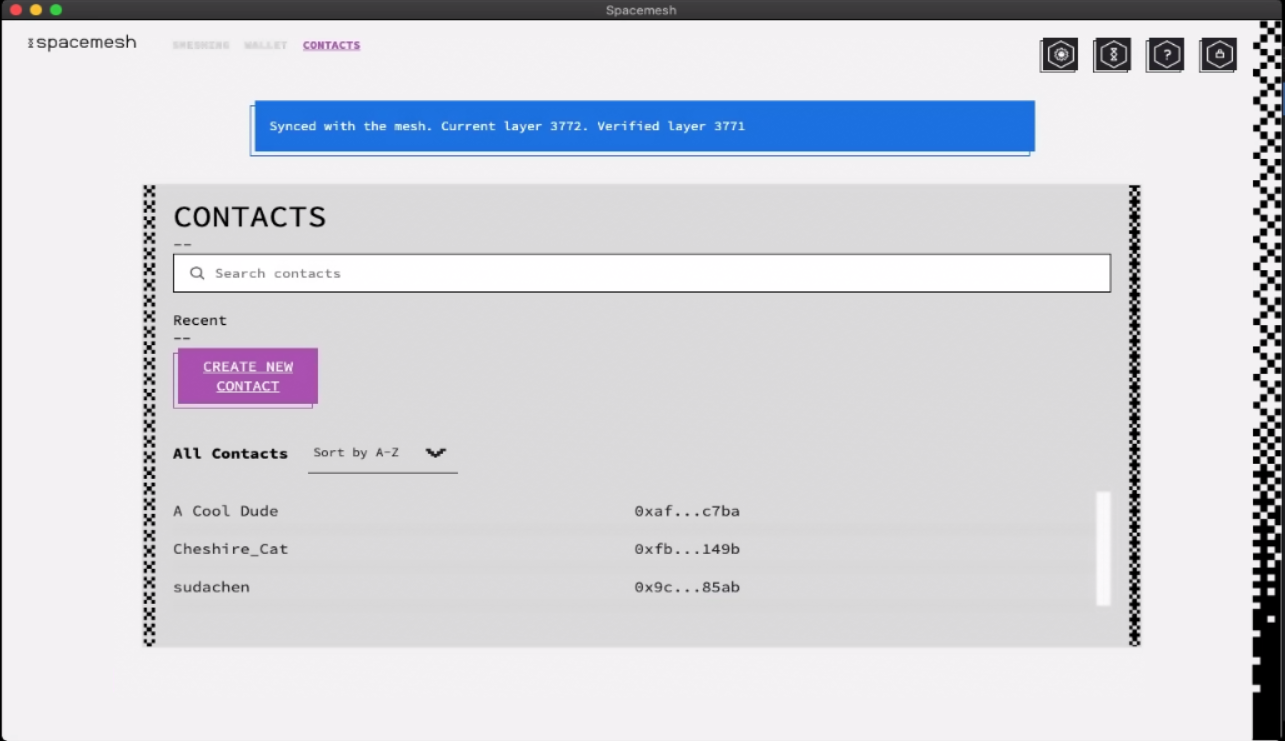 Spacemesh
spacemesh
SMESHING WALLET CONTACTS
?
Synced with the mesh. Current layer 3772. Verified layer 3771
CONTACTS
--
Search contacts
Recent
--
CREATE NEW
CONTACT
All Contacts Sort by A-Z
A Cool Dude 0xaf...c7ba
Cheshire_Cat 0xfb...149b
sudachen 0x9c...85ab